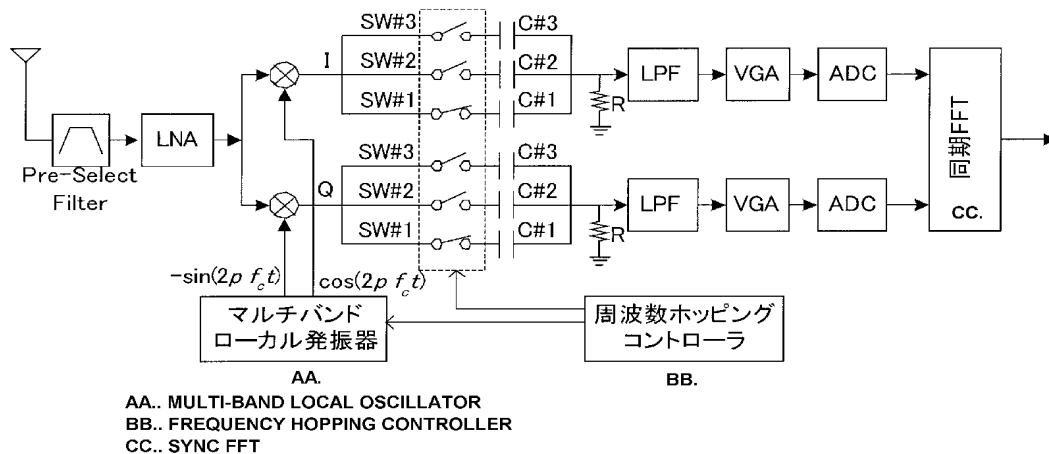 SW#3
C#3
I
SW#2
C#2
SW#1
C#1
LNA
Pre-Select
Filter
R
LPF
VGA
ADC
SW#3
C#3
Q
SW#2
C#2
SW#1
C#1
R
LPF
VGA
ADC
同期FFT
CC.
-sin(2p f_c t)
cos(2p f_c t)
マルチバンド
ローカル発振器
周波数ホッピング
コントローラ
AA.
BB.
AA.. MULTI-BAND LOCAL OSCILLATOR
BB.. FREQUENCY HOPPING CONTROLLER
CC.. SYNC FFT